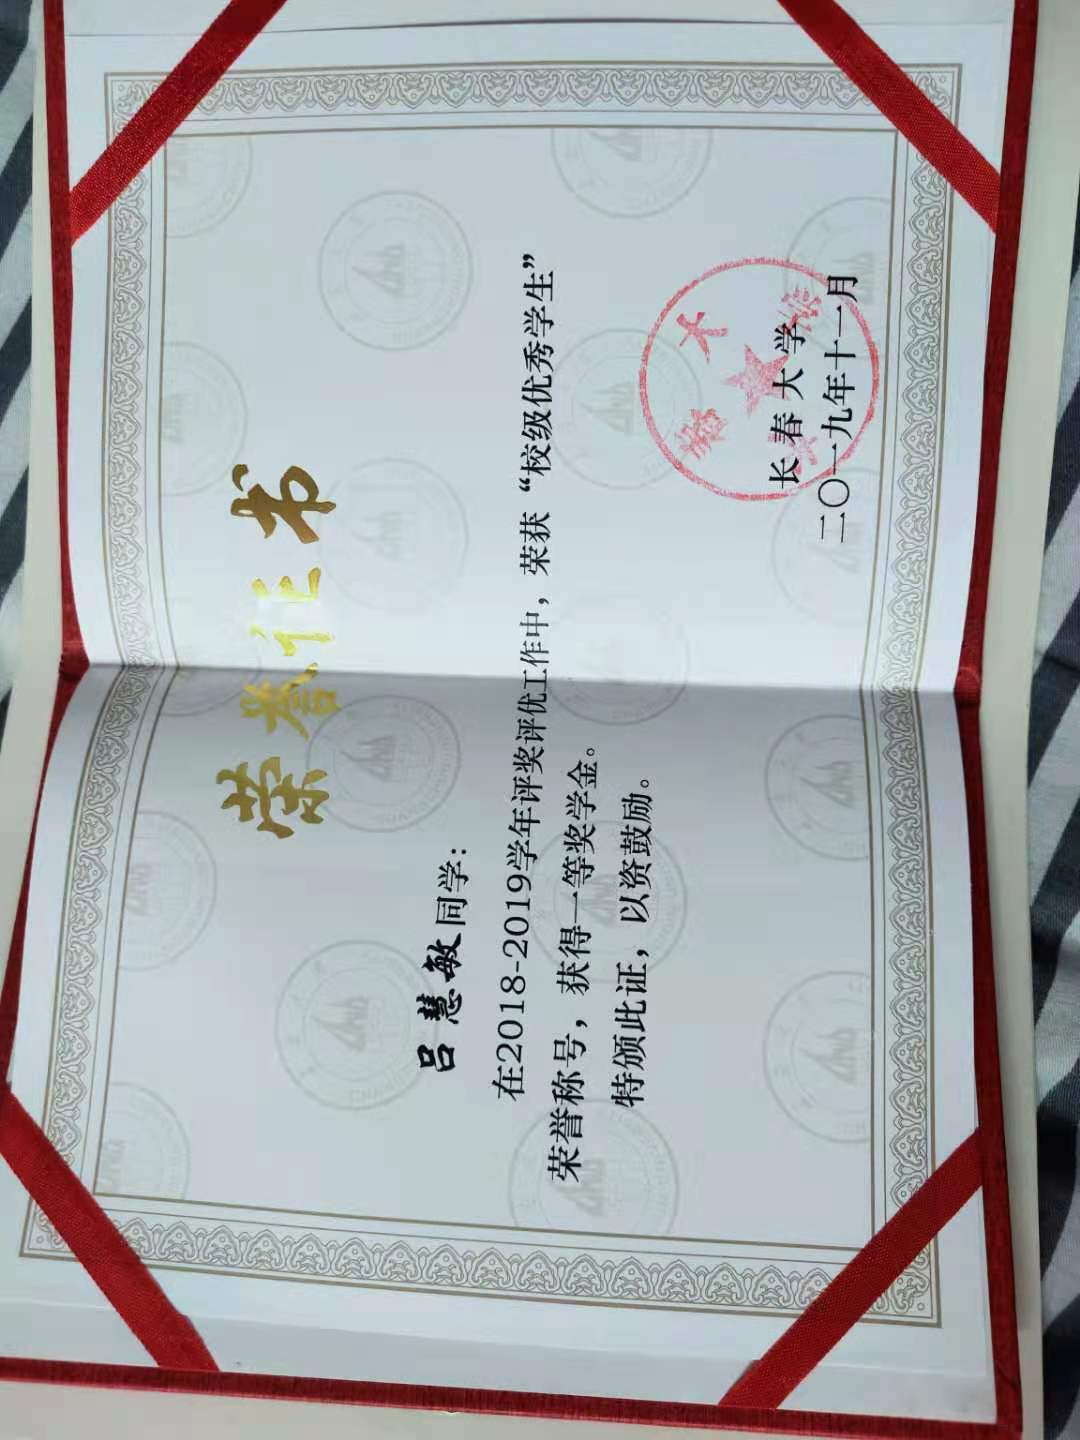 荣誉证书
吕慧敏同学：
在2018-2019学年评奖评优工作中，荣获“校级优秀学生”
荣誉称号，获得一等奖学金。
特颁此证，以资鼓励。
长春大学
二〇一九年十一月